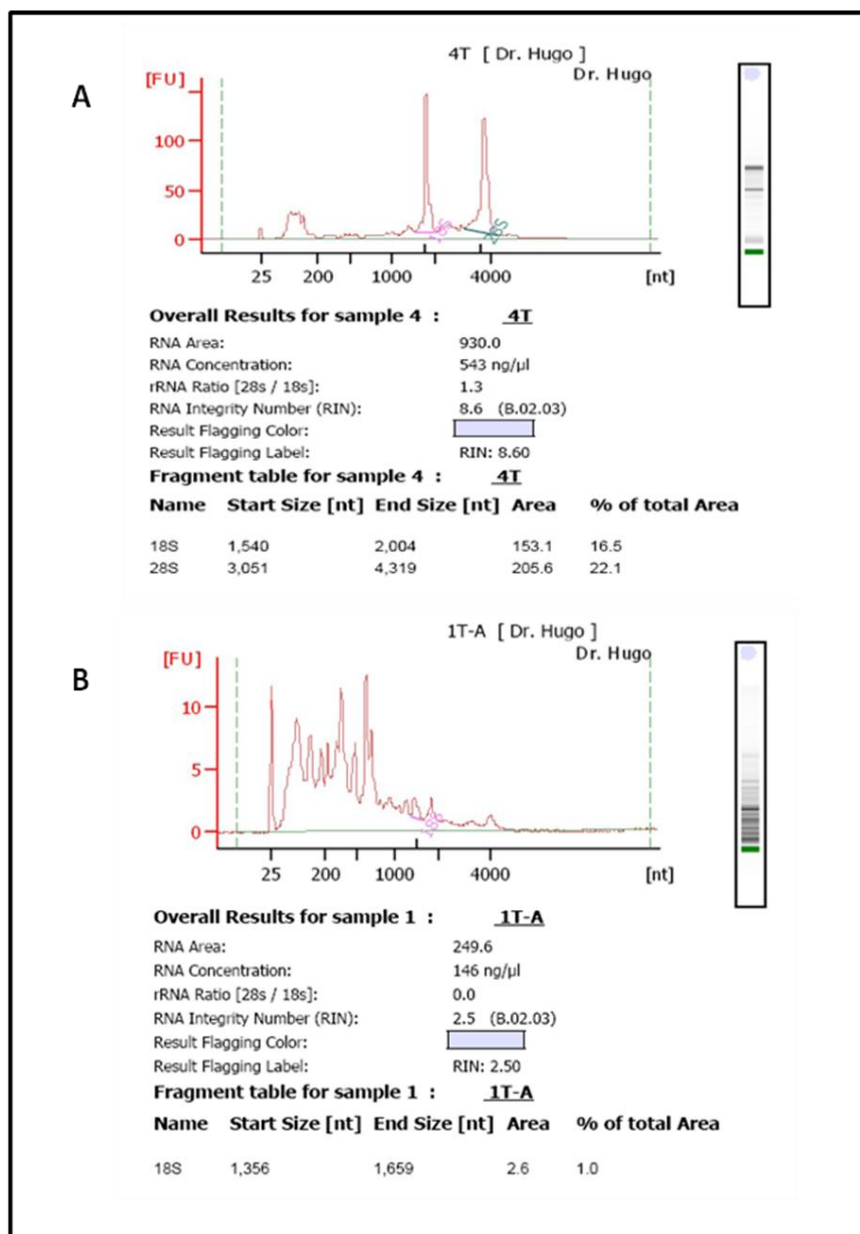 A
4T [ Dr. Hugo ]
Dr. Hugo
[FU]
100
50
0
18S
28S
25 200 1000 4000 [nt]
Overall Results for sample 4 : 4T
RNA Area: 930.0
RNA Concentration: 543 ng/µl
rRNA Ratio [28s / 18s]: 1.3
RNA Integrity Number (RIN): 8.6 (B.02.03)
Result Flagging Color:
Result Flagging Label: RIN: 8.60
Fragment table for sample 4 : 4T
Name Start Size [nt] End Size [nt] Area % of total Area
18S 1,540 2,004 153.1 16.5
28S 3,051 4,319 205.6 22.1
B
1T-A [ Dr. Hugo ]
Dr. Hugo
[FU]
10
5
0
18S
25 200 1000 4000 [nt]
Overall Results for sample 1 : 1T-A
RNA Area: 249.6
RNA Concentration: 146 ng/µl
rRNA Ratio [28s / 18s]: 0.0
RNA Integrity Number (RIN): 2.5 (B.02.03)
Result Flagging Color:
Result Flagging Label: RIN: 2.50
Fragment table for sample 1 : 1T-A
Name Start Size [nt] End Size [nt] Area % of total Area
18S 1,356 1,659 2.6 1.0